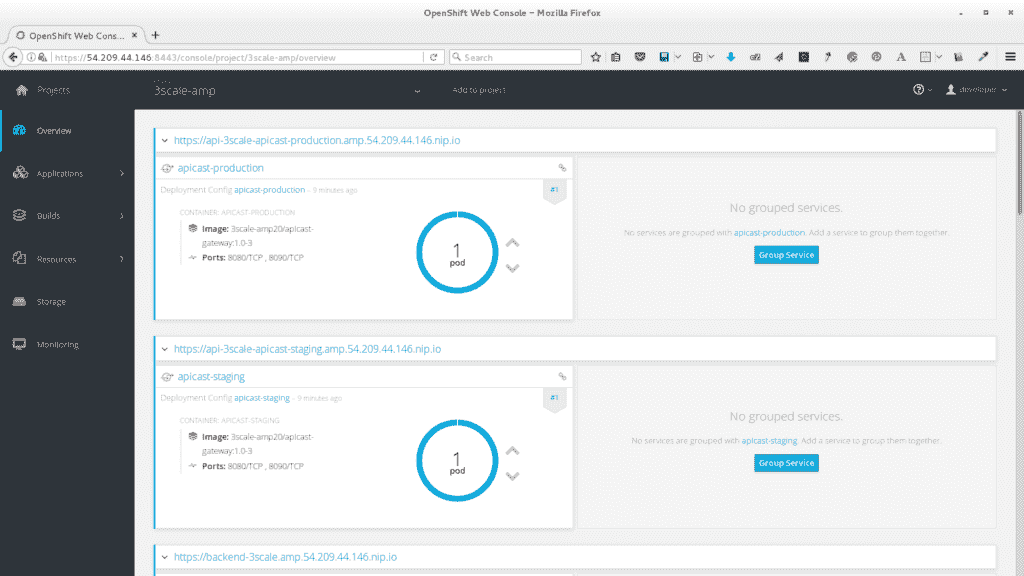 OpenShift Web Console - Mozilla Firefox
OpenShift Web Cons...
https://54.209.44.146:8443/console/project/3scale-amp/overview
Search
Projects
3scale-amp
Add to project
developer
Overview
Applications
Builds
Resources
Storage
Monitoring
https://api-3scale-apicast-production.amp.54.209.44.146.nip.io
apicast-production
Deployment Config apicast-production - 9 minutes ago
#1
CONTAINER: APICAST-PRODUCTION
Image: 3scale-amp20/apicast-
gateway:1.0-3
Ports: 8080/TCP , 8090/TCP
1
pod
No grouped services.
No services are grouped with apicast-production. Add a service to group them together.
Group Service
https://api-3scale-apicast-staging.amp.54.209.44.146.nip.io
apicast-staging
Deployment Config apicast-staging - 9 minutes ago
#1
CONTAINER: APICAST-STAGING
Image: 3scale-amp20/apicast-
gateway:1.0-3
Ports: 8080/TCP , 8090/TCP
1
pod
No grouped services.
No services are grouped with apicast-staging. Add a service to group them together.
Group Service
https://backend-3scale.amp.54.209.44.146.nip.io